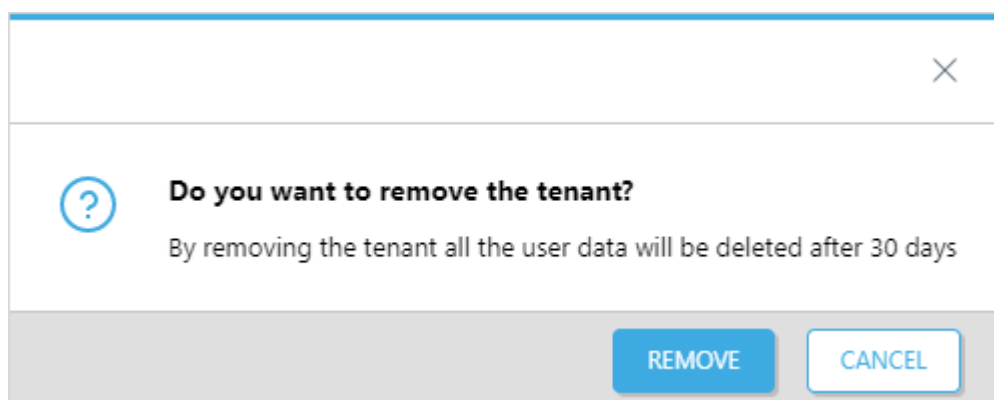 Do you want to remove the tenant?
By removing the tenant all the user data will be deleted after 30 days
REMOVE
CANCEL